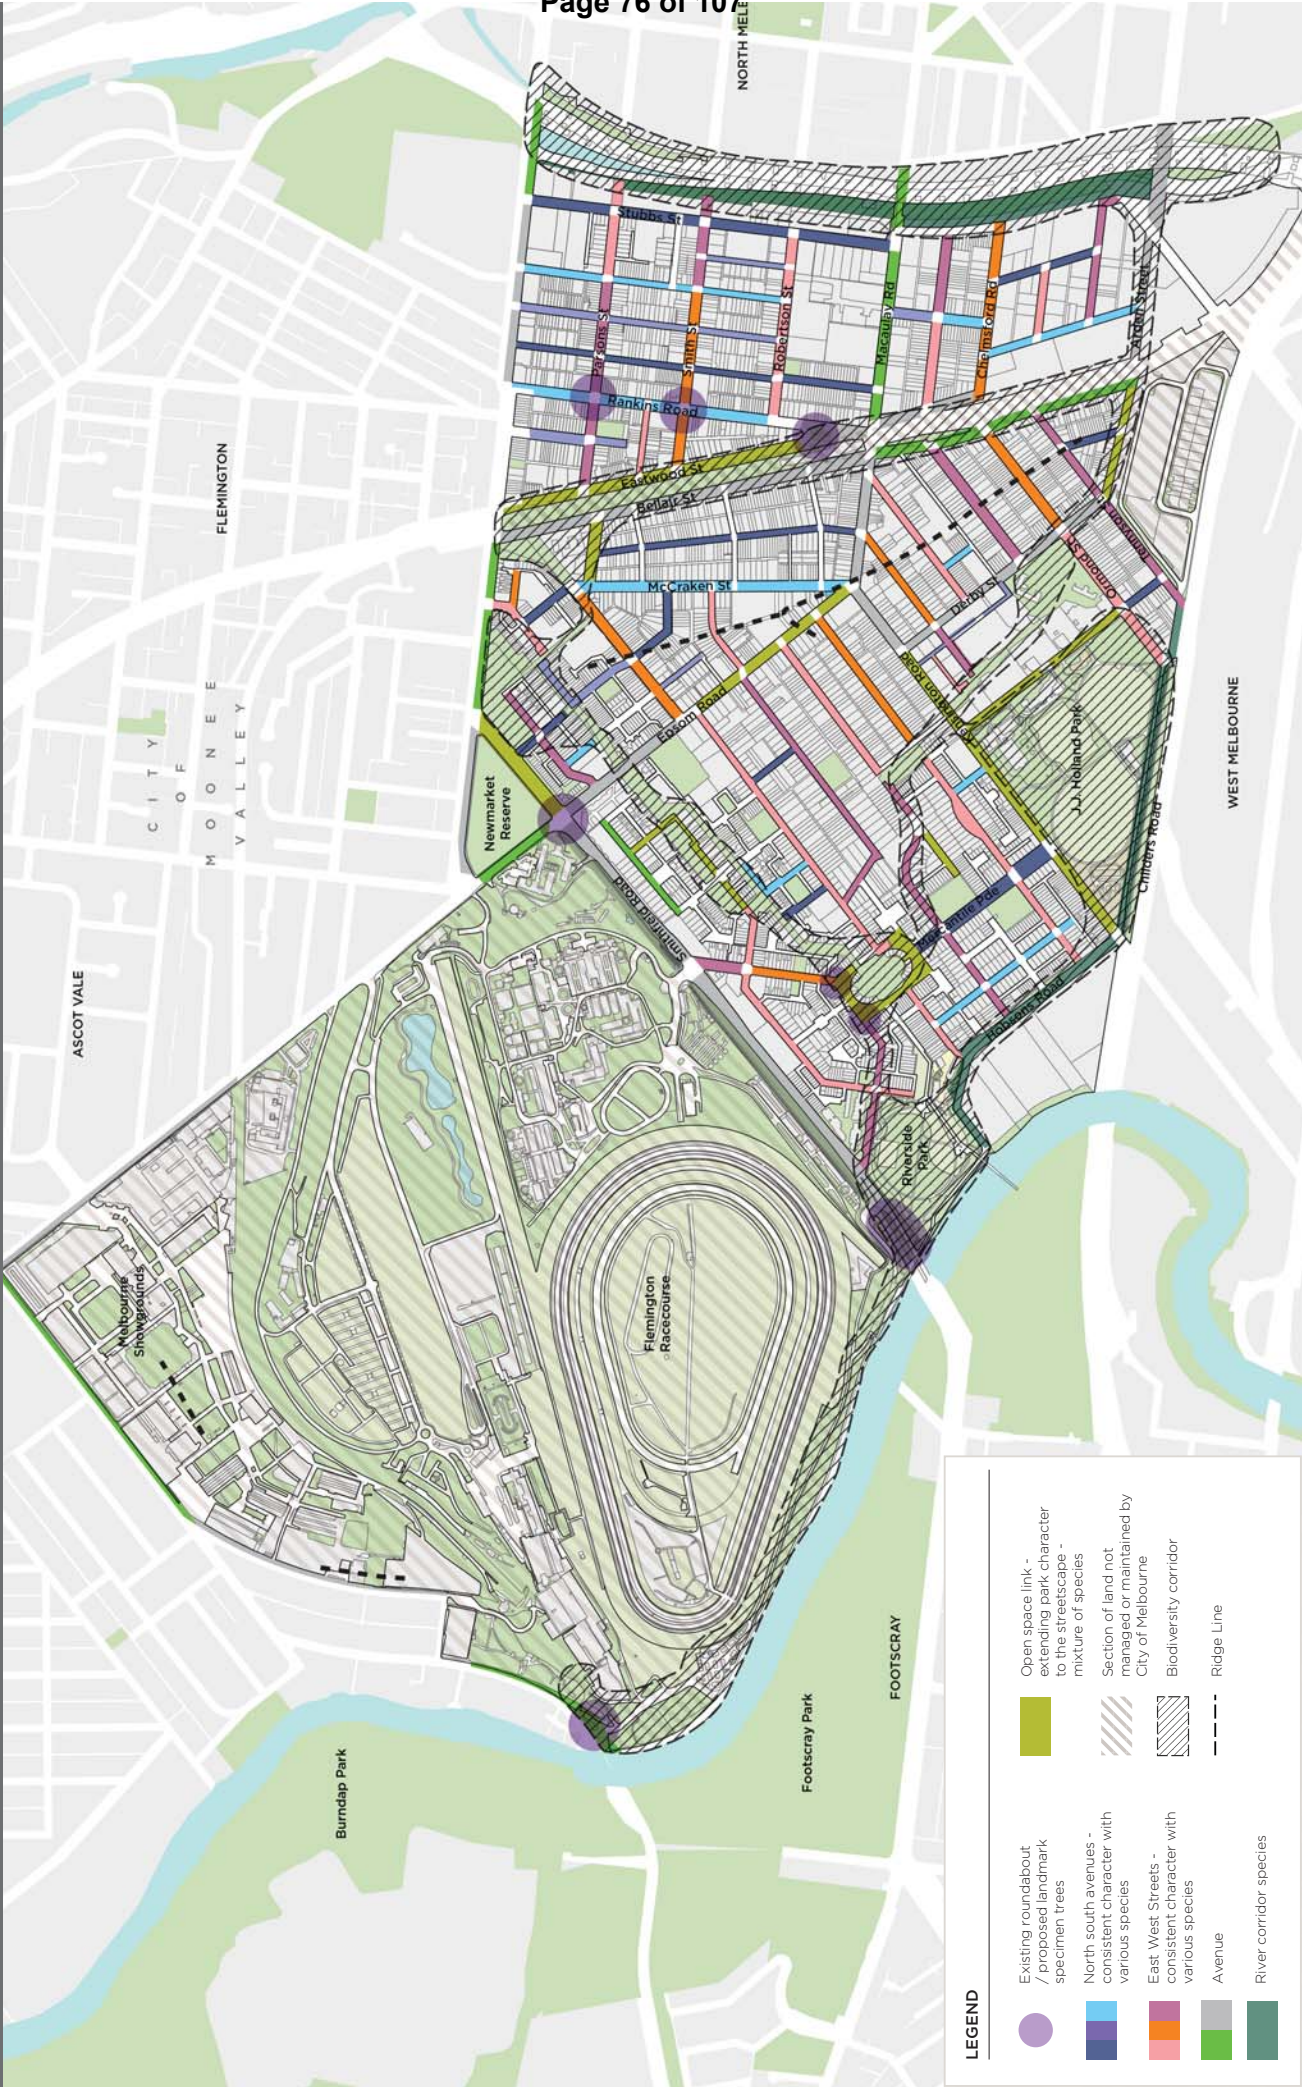 Page 76 of 107
NORTH MELB
FLEMINGTON
CITY
OF
MOONEE
VALLEY
ASCOT VALE
WEST MELBOURNE
FOOTSCRAY
Footscray Park
Burndap Park
Newmarket
Reserve
Melbourne
Showgrounds
Flemington
Racecourse
Riverside
Park
J.J. Holland Park
Stubbs St
Parsons St
Smith St
Robertson St
Macaulay Rd
Chelmsford Rd
Arden Street
Rankins Road
Eastwood St
Bellair St
McCraken St
Epsom Road
Derby St
Ormond St
Tennyson
Kensington Road
Smithfield Road
Mercantile Pde
Hobsens Road
Childers Road
LEGEND
Existing roundabout
/ proposed landmark
specimen trees
North south avenues -
consistent character with
various species
East West Streets -
consistent character with
various species
Avenue
River corridor species
Open space link -
extending park character
to the streetscape -
mixture of species
Section of land not
managed or maintained by
City of Melbourne
Biodiversity corridor
Ridge Line